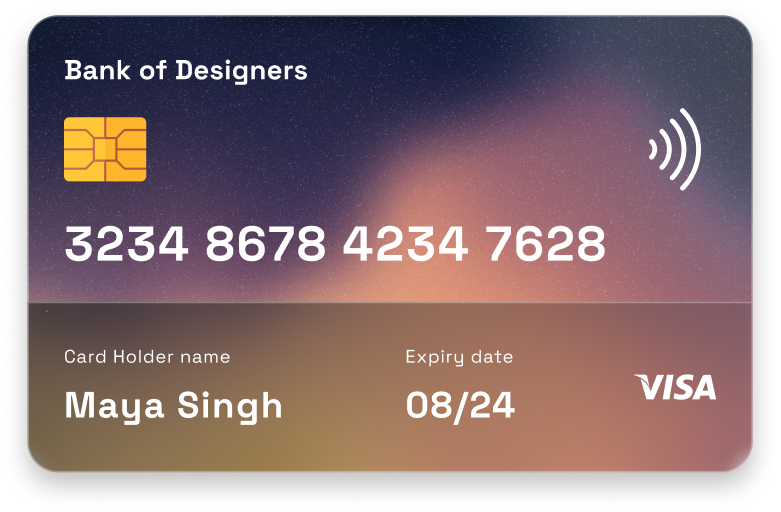 Bank of Designers
3234 8678 4234 7628
Card Holder name
Expiry date
Maya Singh
08/24
VISA